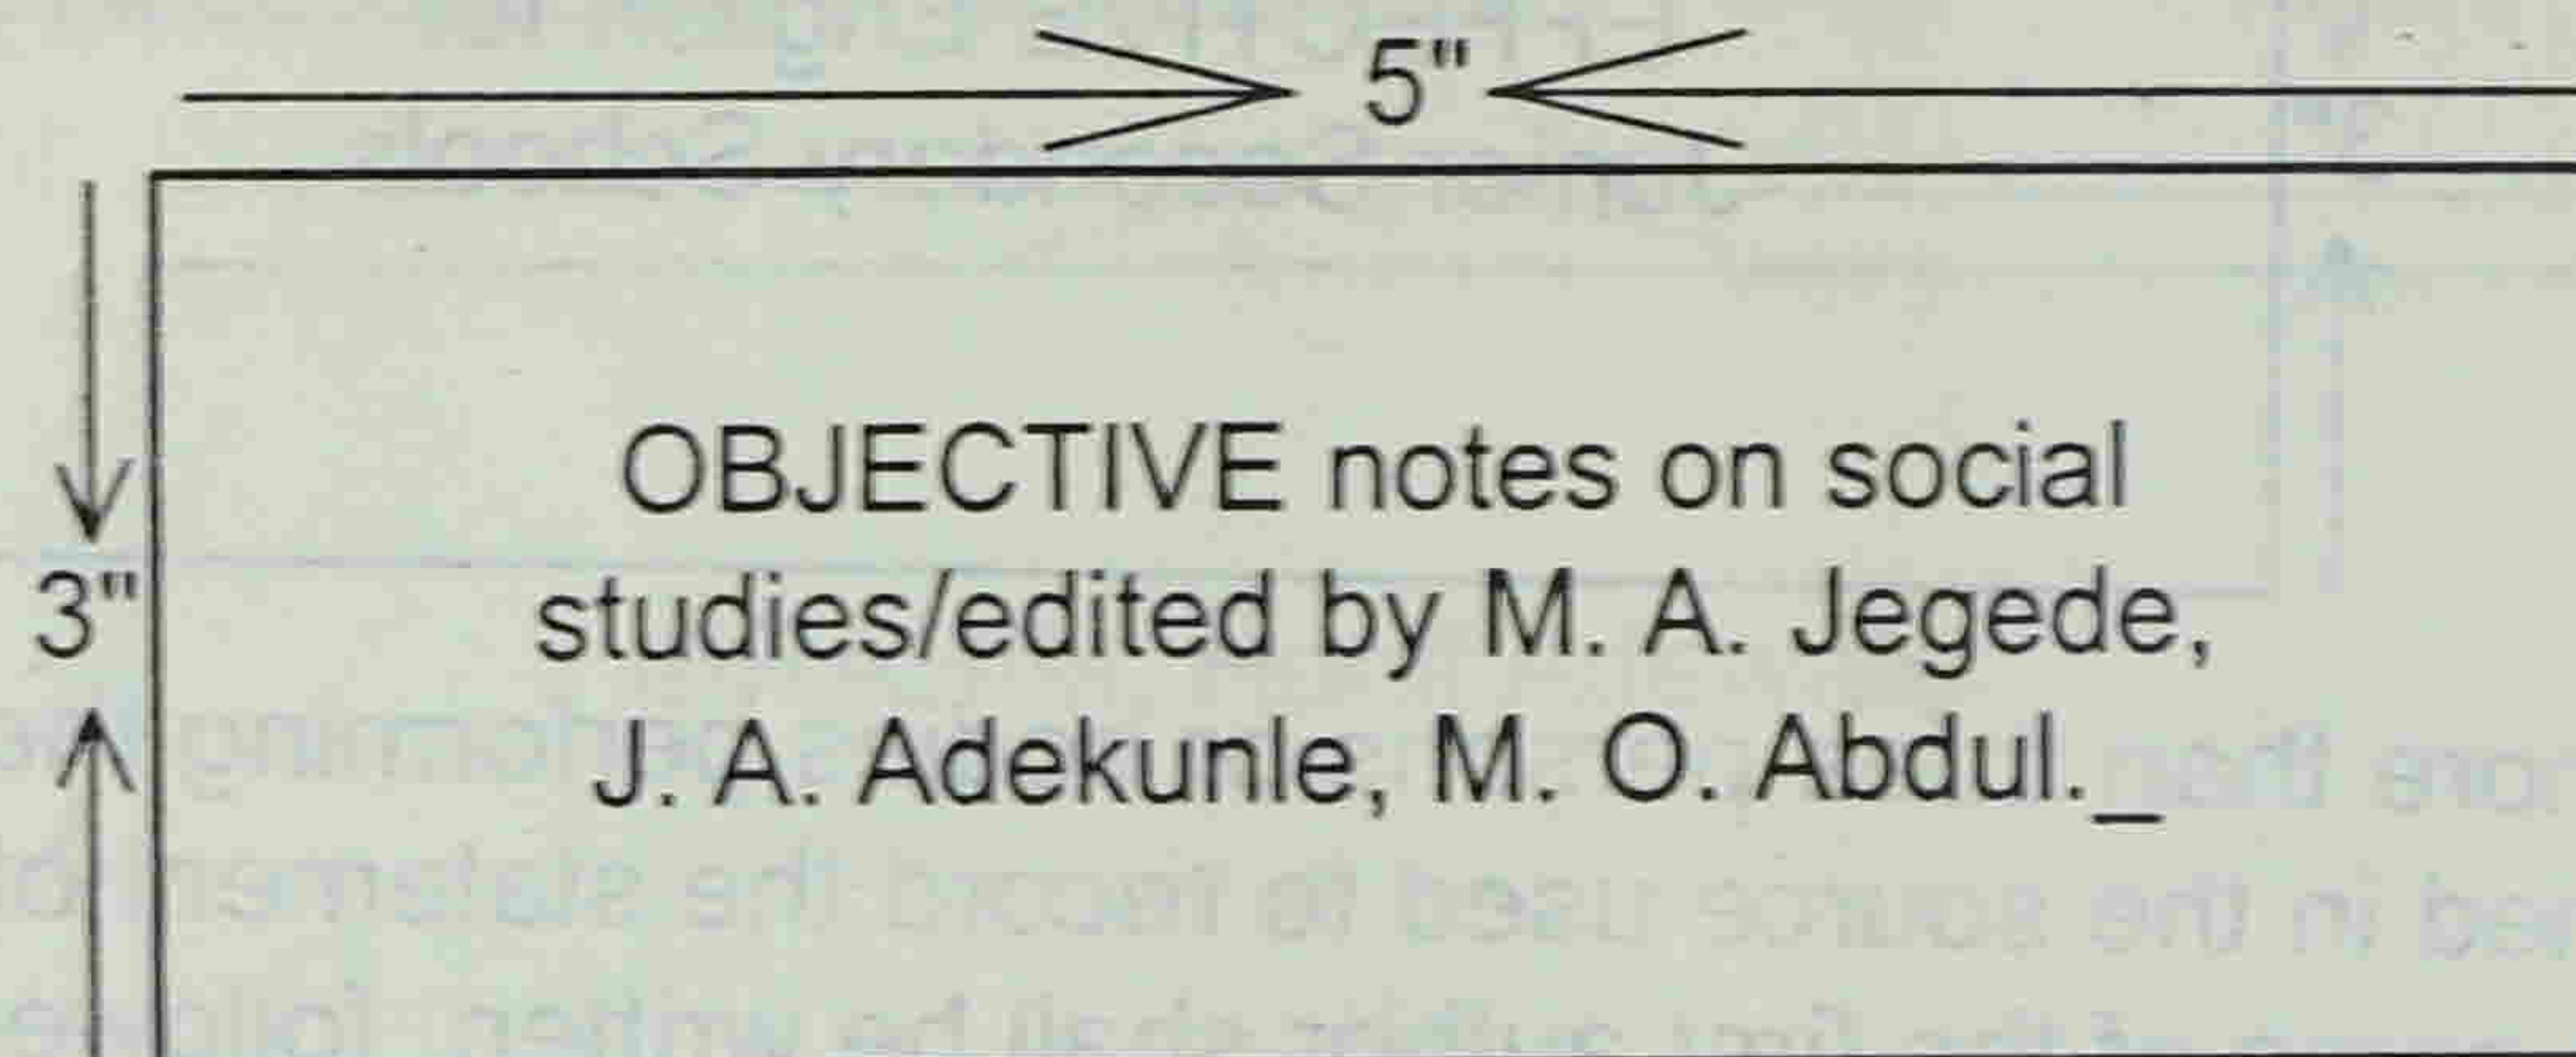 5"
3"
OBJECTIVE notes on social
studies/edited by M. A. Jegede,
J. A. Adekunle, M. O. Abdul._